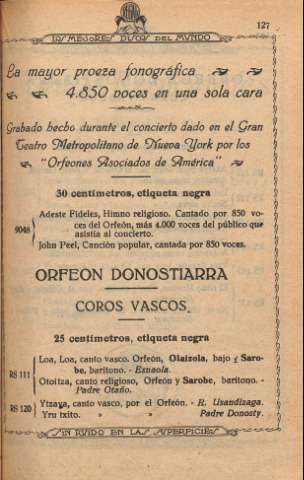 127
LOS MEJORES DISCOS DEL MUNDO
La mayor proeza fonográfica
4.850 voces en una sola cara
Grabado hecho durante el concierto dado en el Gran
Teatro Metropolitano de Nueva York por los
"Orfeones Asociados de América"
30 centímetros, etiqueta negra
9048
Adeste Fideles, Himno religioso. Cantado por 850 vo-
ces del Orfeón, más 4.000 voces del público que
asistía al concierto.
John Peel, Canción popular, cantada por 850 voces.
ORFEON DONOSTIARRA
COROS VASCOS.
25 centímetros, etiqueta negra
RS 111
Loa, Loa, canto vasco. Orfeón, Olaizola, bajo y Saro-
be, barítono. - Esnaola.
Otoitza, canto religioso, Orfeón y Sarobe, barítono. -
Padre Otaño.
RS 120
Ytzaya, canto vasco, por el Orfeón. - R. Usandizaga.
Yru txito. » » Padre Donosty.
SIN RUIDO EN LAS SUPERFICIES